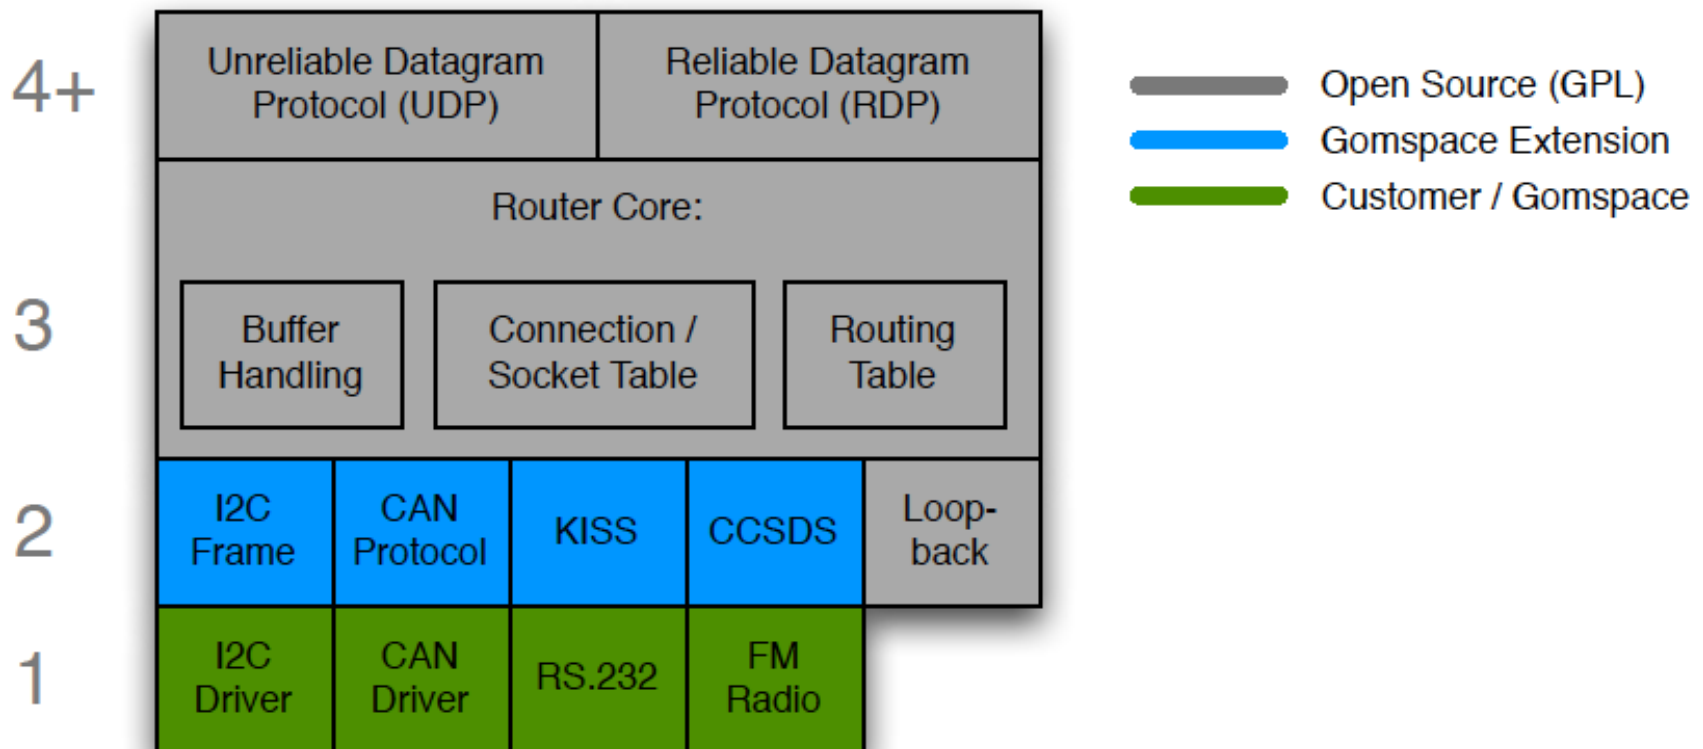 4+
Unreliable Datagram
Protocol (UDP)
Reliable Datagram
Protocol (RDP)
Open Source (GPL)
Gomspace Extension
Customer / Gomspace
3
Router Core:
Buffer
Handling
Connection /
Socket Table
Routing
Table
2
I2C
Frame
CAN
Protocol
KISS
CCSDS
Loop-
back
1
I2C
Driver
CAN
Driver
RS.232
FM
Radio